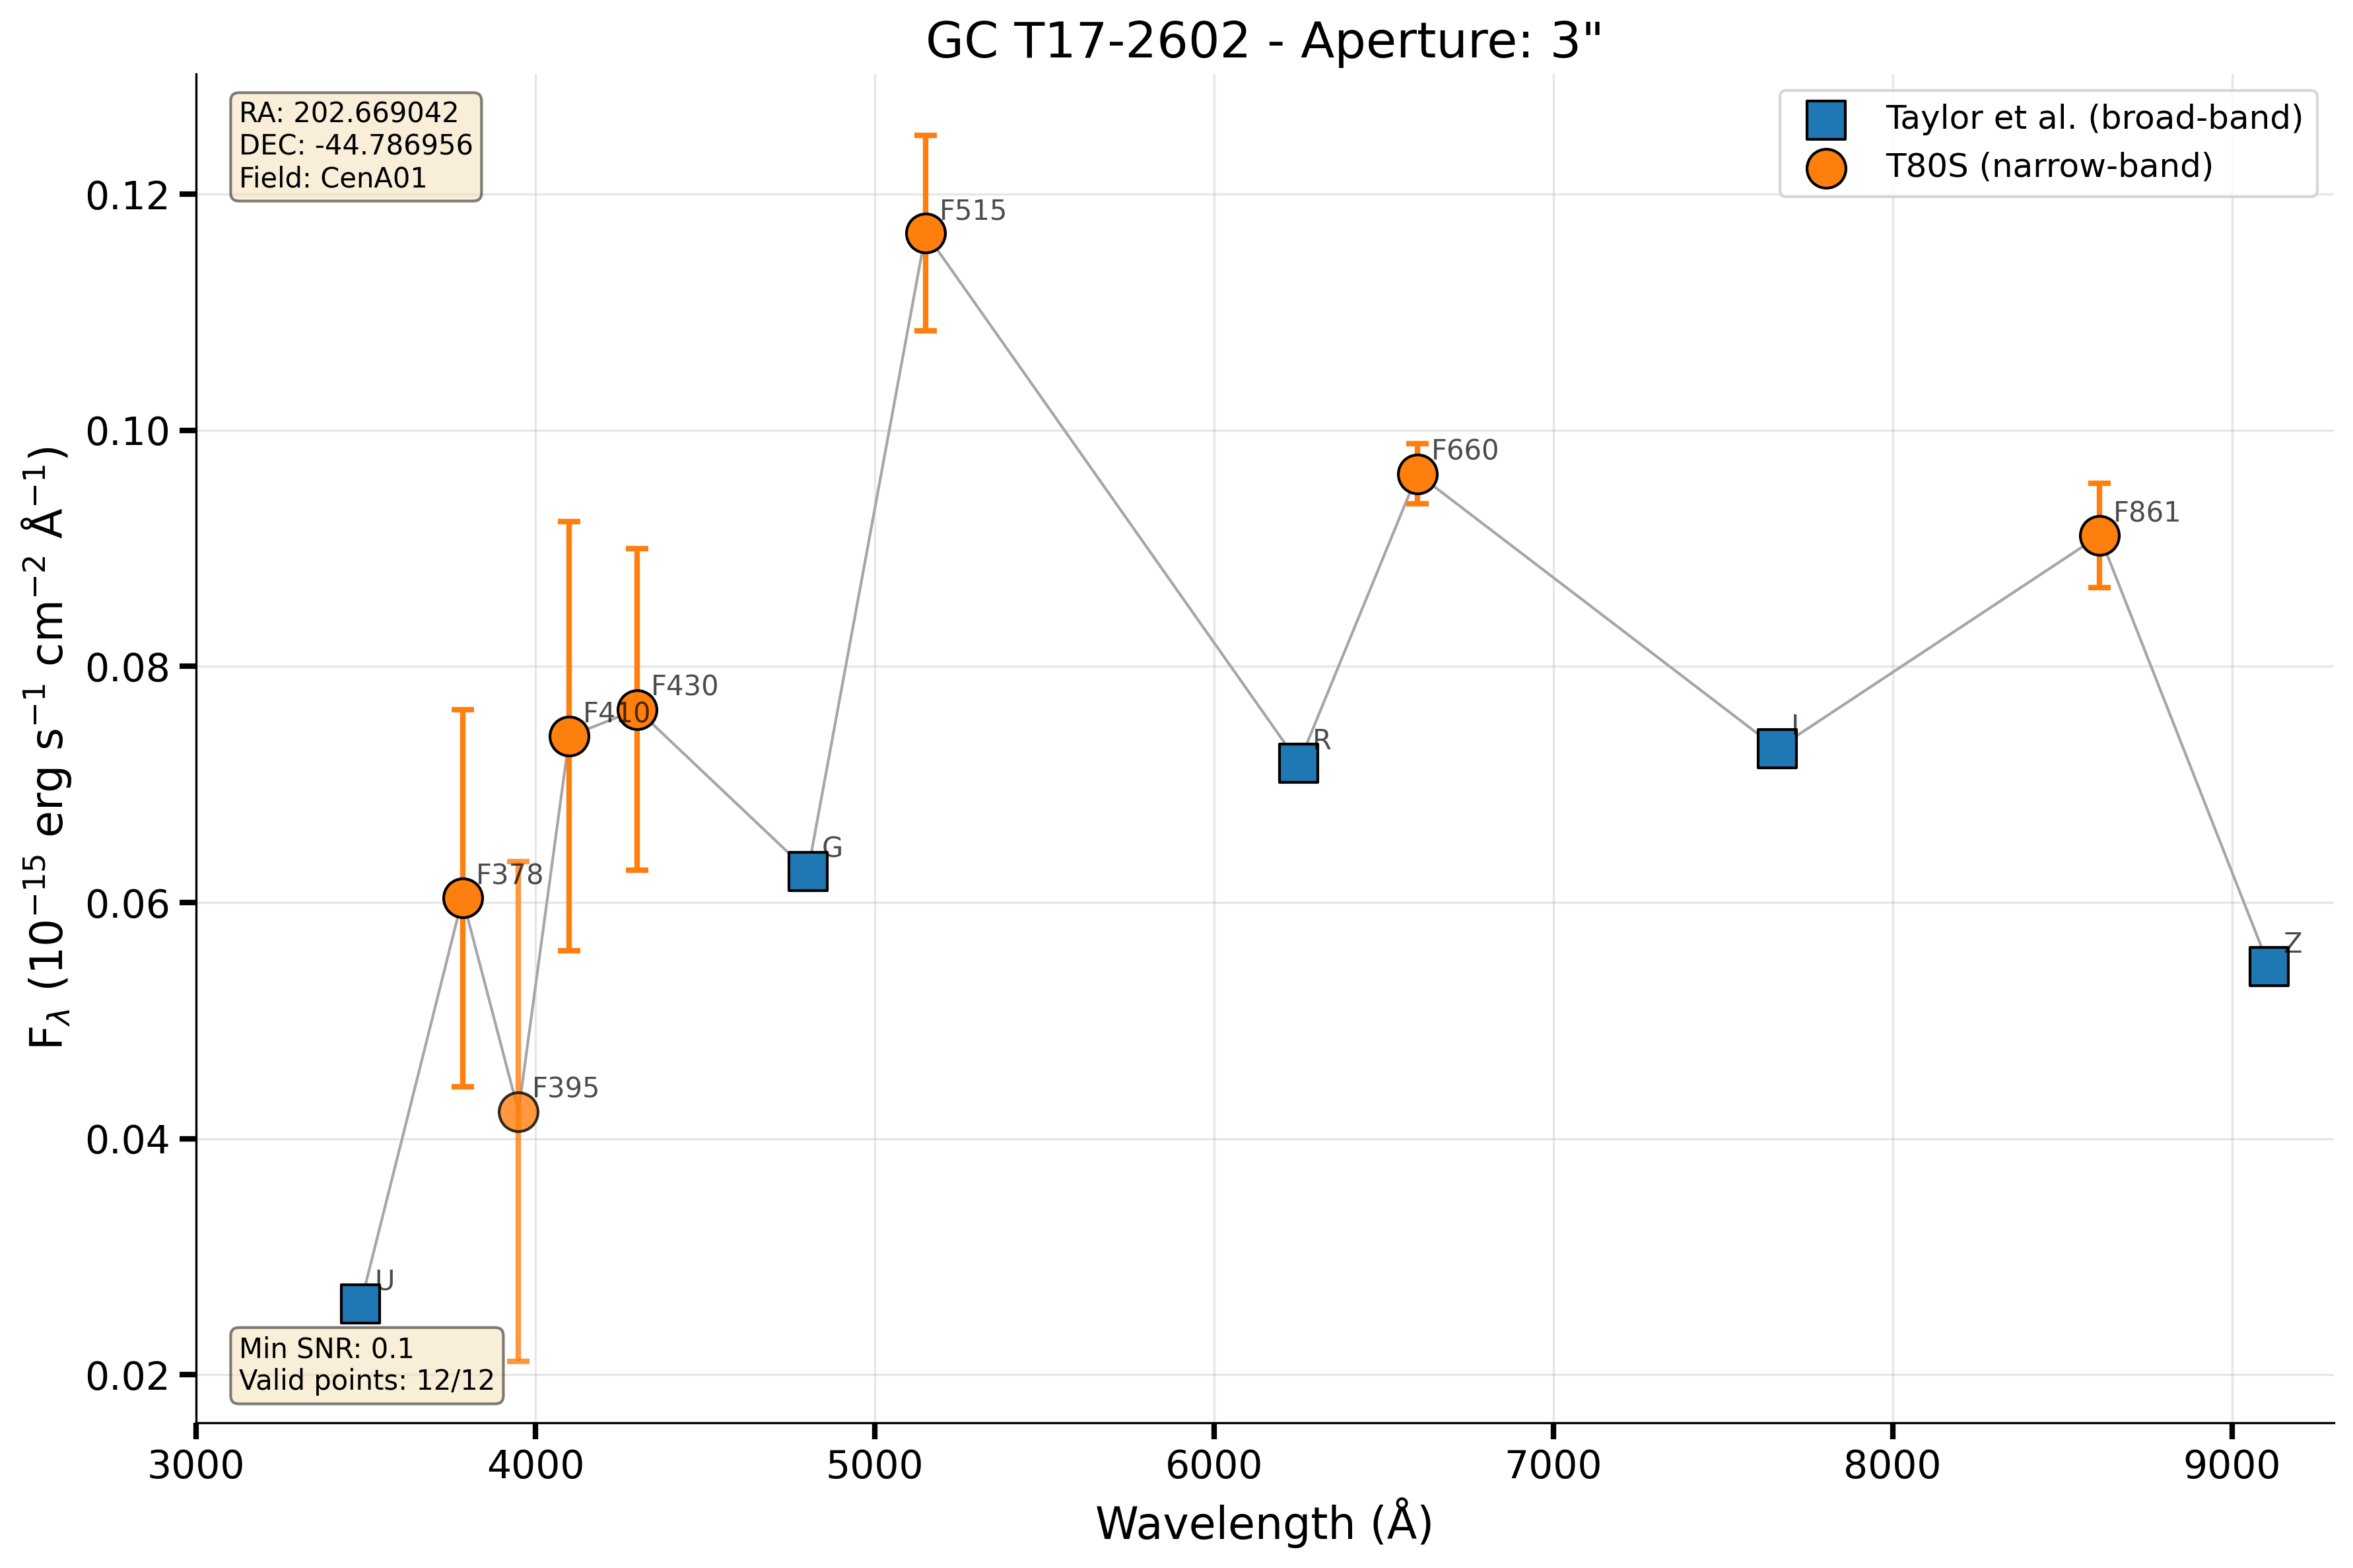 GC T17-2602 - Aperture: 3"
RA: 202.669042
DEC: -44.786956
Field: CenA01
Taylor et al. (broad-band)
T80S (narrow-band)
F515
F660
F861
F430
F410
R
I
G
F378
Z
F395
U
Min SNR: 0.1
Valid points: 12/12
0.12
0.10
0.08
0.06
0.04
0.02
F_λ (10⁻¹⁵ erg s⁻¹ cm⁻² Å⁻¹)
3000 4000 5000 6000 7000 8000 9000
Wavelength (Å)